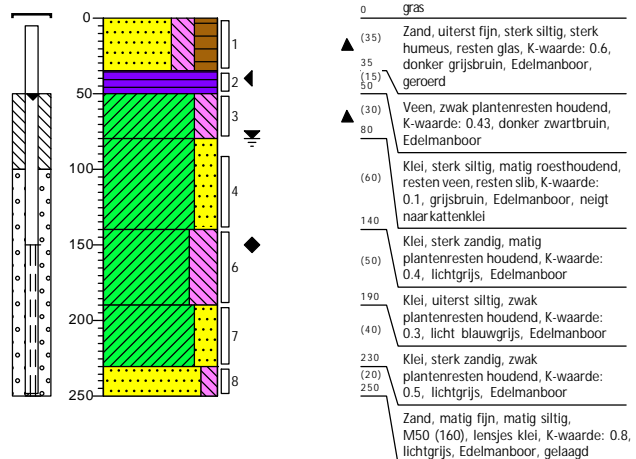 0
50
100
150
200
250
1
2
3
4
6
7
8
0 gras
(35)
35
Zand, uiterst fijn, sterk siltig, sterk
humeus, resten glas, K-waarde: 0.6,
donker grijsbruin, Edelmanboor,
geroerd
(15)
50
Veen, zwak plantenresten houdend,
K-waarde: 0.43, donker zwartbruin,
Edelmanboor
(30)
80
Klei, sterk siltig, matig roesthoudend,
resten veen, resten slib, K-waarde:
0.1, grijsbruin, Edelmanboor, neigt
naar kattenklei
(60)
140
Klei, sterk zandig, matig
plantenresten houdend, K-waarde:
0.4, lichtgrijs, Edelmanboor
(50)
190
Klei, uiterst siltig, zwak
plantenresten houdend, K-waarde:
0.3, licht blauwgrijs, Edelmanboor
(40)
230
Klei, sterk zandig, zwak
plantenresten houdend, K-waarde:
0.5, lichtgrijs, Edelmanboor
(20)
250
Zand, matig fijn, matig siltig,
M50 (160), lensjes klei, K-waarde: 0.8,
lichtgrijs, Edelmanboor, gelaagd